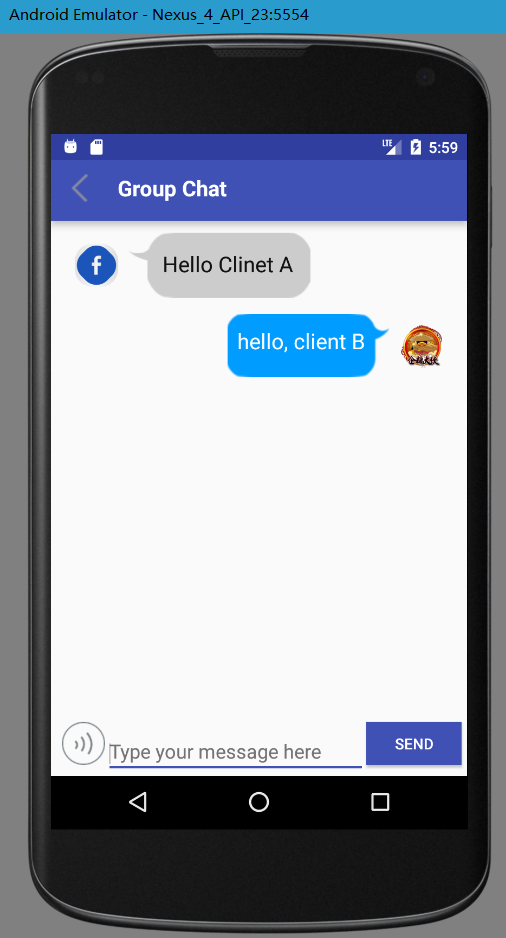 Android Emulator - Nexus_4_API_23:5554
LTE 5:59
Group Chat
f
Hello Clinet A
hello, client B
Type your message here
SEND